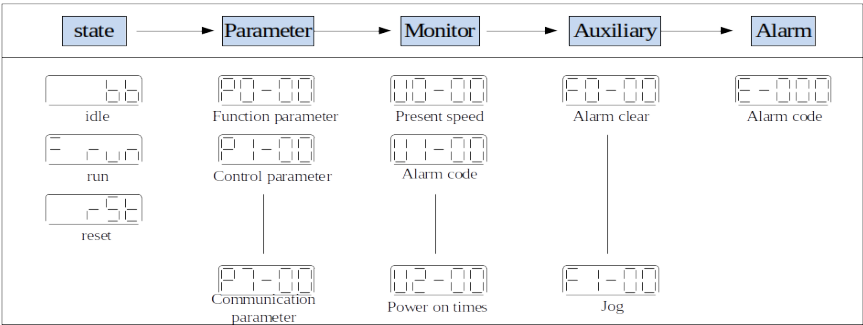 state Parameter Monitor Auxiliary Alarm
bb P0-00 U0-00 F0-00 E-000
idle Function parameter Present speed Alarm clear Alarm code
run P1-00 U1-00
run Control parameter Alarm code
rSt
reset
P7-00 U2-00 F1-00
Communication parameter Power on times Jog